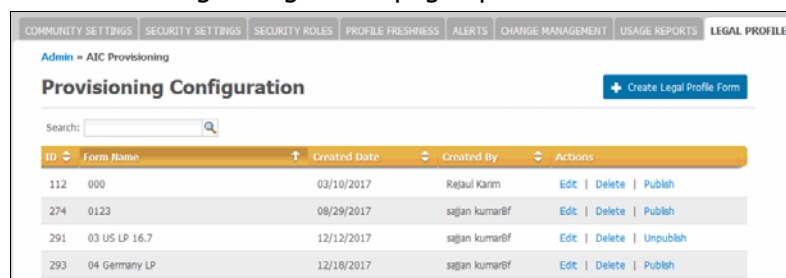 COMMUNITY SETTINGS SECURITY SETTINGS SECURITY ROLES PROFILE FRESHNESS ALERTS CHANGE MANAGEMENT USAGE REPORTS LEGAL PROFILE
Admin » AIC Provisioning
Provisioning Configuration
Create Legal Profile Form
Search:
ID Form Name Created Date Created By Actions
112 000 03/10/2017 Rejaul Karim Edit | Delete | Publish
274 0123 08/29/2017 sajjan kumarBf Edit | Delete | Publish
291 03 US LP 16.7 12/12/2017 sajjan kumarBf Edit | Delete | Unpublish
293 04 Germany LP 12/18/2017 sajjan kumarBf Edit | Delete | Publish